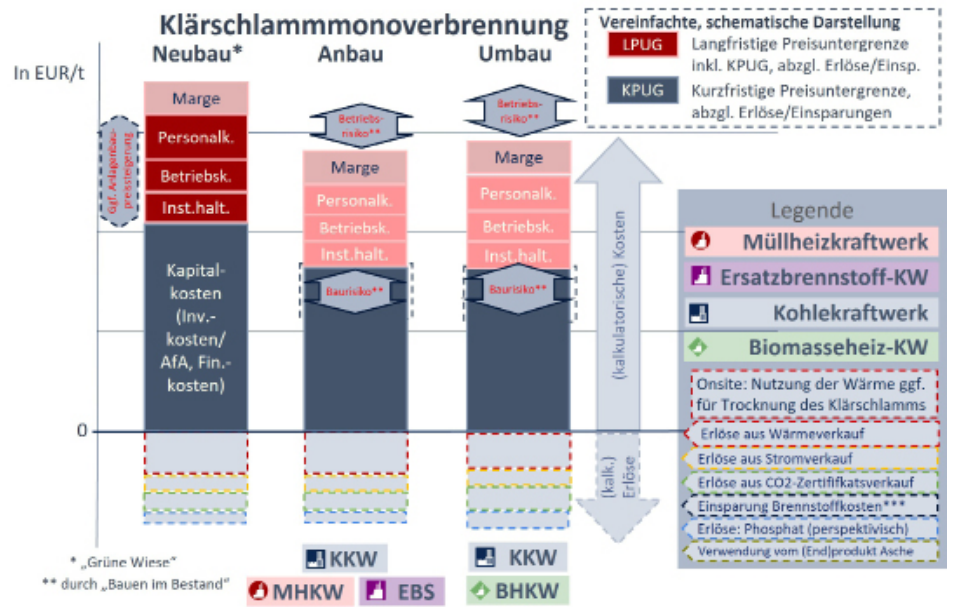 Klärschlammmonoverbrennung
Neubau*
Anbau
Umbau
Vereinfachte, schematische Darstellung
LPUG
Langfristige Preisuntergrenze
inkl. KPUG, abzgl. Erlöse/Einsp.
KPUG
Kurzfristige Preisuntergrenze,
abzgl. Erlöse/Einsparungen
In EUR/t
0
Ggf. Anlagenbau-
preissteigerung
Marge
Personalk.
Betriebsk.
Inst.halt.
Kapital-
kosten
(Inv.-
kosten/
AfA, Fin.-
kosten)
Betriebs-
risiko**
Marge
Personalk.
Betriebsk.
Inst.halt.
Baurisiko**
Betriebs-
risiko**
Marge
Personalk.
Betriebsk.
Inst.halt.
Baurisiko**
(kalkulatorische) Kosten
(kalk.)
Erlöse
Legende
Müllheizkraftwerk
Ersatzbrennstoff-KW
Kohlekraftwerk
Biomasseheiz-KW
Onsite: Nutzung der Wärme ggf.
für Trocknung des Klärschlamms
Erlöse aus Wärmeverkauf
Erlöse aus Stromverkauf
Erlöse aus CO2-Zertififkatsverkauf
Einsparung Brennstoffkosten***
Erlöse: Phosphat (perspektivisch)
Verwendung vom (End)produkt Asche
* „Grüne Wiese“
** durch „Bauen im Bestand“
KKW
MHKW
EBS
KKW
BHKW